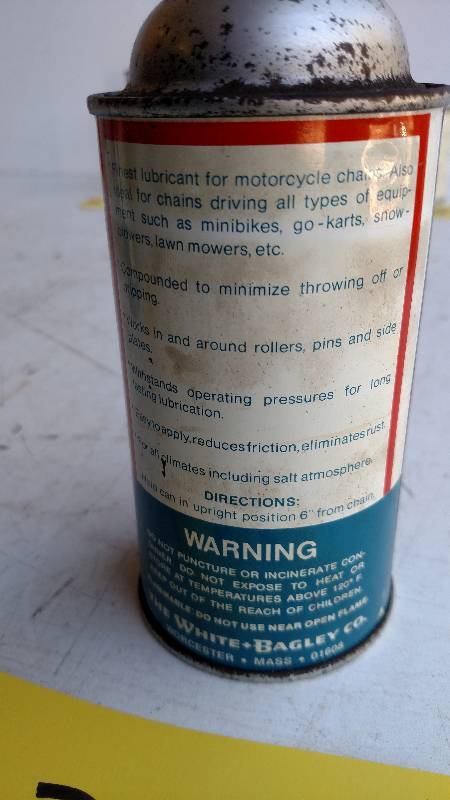 Finest lubricant for motorcycle chains. Also
ideal for chains driving all types of equip-
ment such as minibikes, go-karts, snow-
blowers, lawn mowers, etc.
Compounded to minimize throwing off or
dripping.
*Works in and around rollers, pins and side
plates.
*Withstands operating pressures for long
lasting lubrication.
*Easy to apply, reduces friction, eliminates rust.
*For all climates including salt atmosphere.
DIRECTIONS:
Hold can in upright position 6" from chain,
WARNING
DO NOT PUNCTURE OR INCINERATE CON-
TAINER. DO NOT EXPOSE TO HEAT OR
STORE AT TEMPERATURES ABOVE 120° F.
KEEP OUT OF THE REACH OF CHILDREN.
FLAMMABLE: DO NOT USE NEAR OPEN FLAME.
THE WHITE+BAGLEY CO.
WORCESTER • MASS • 01608